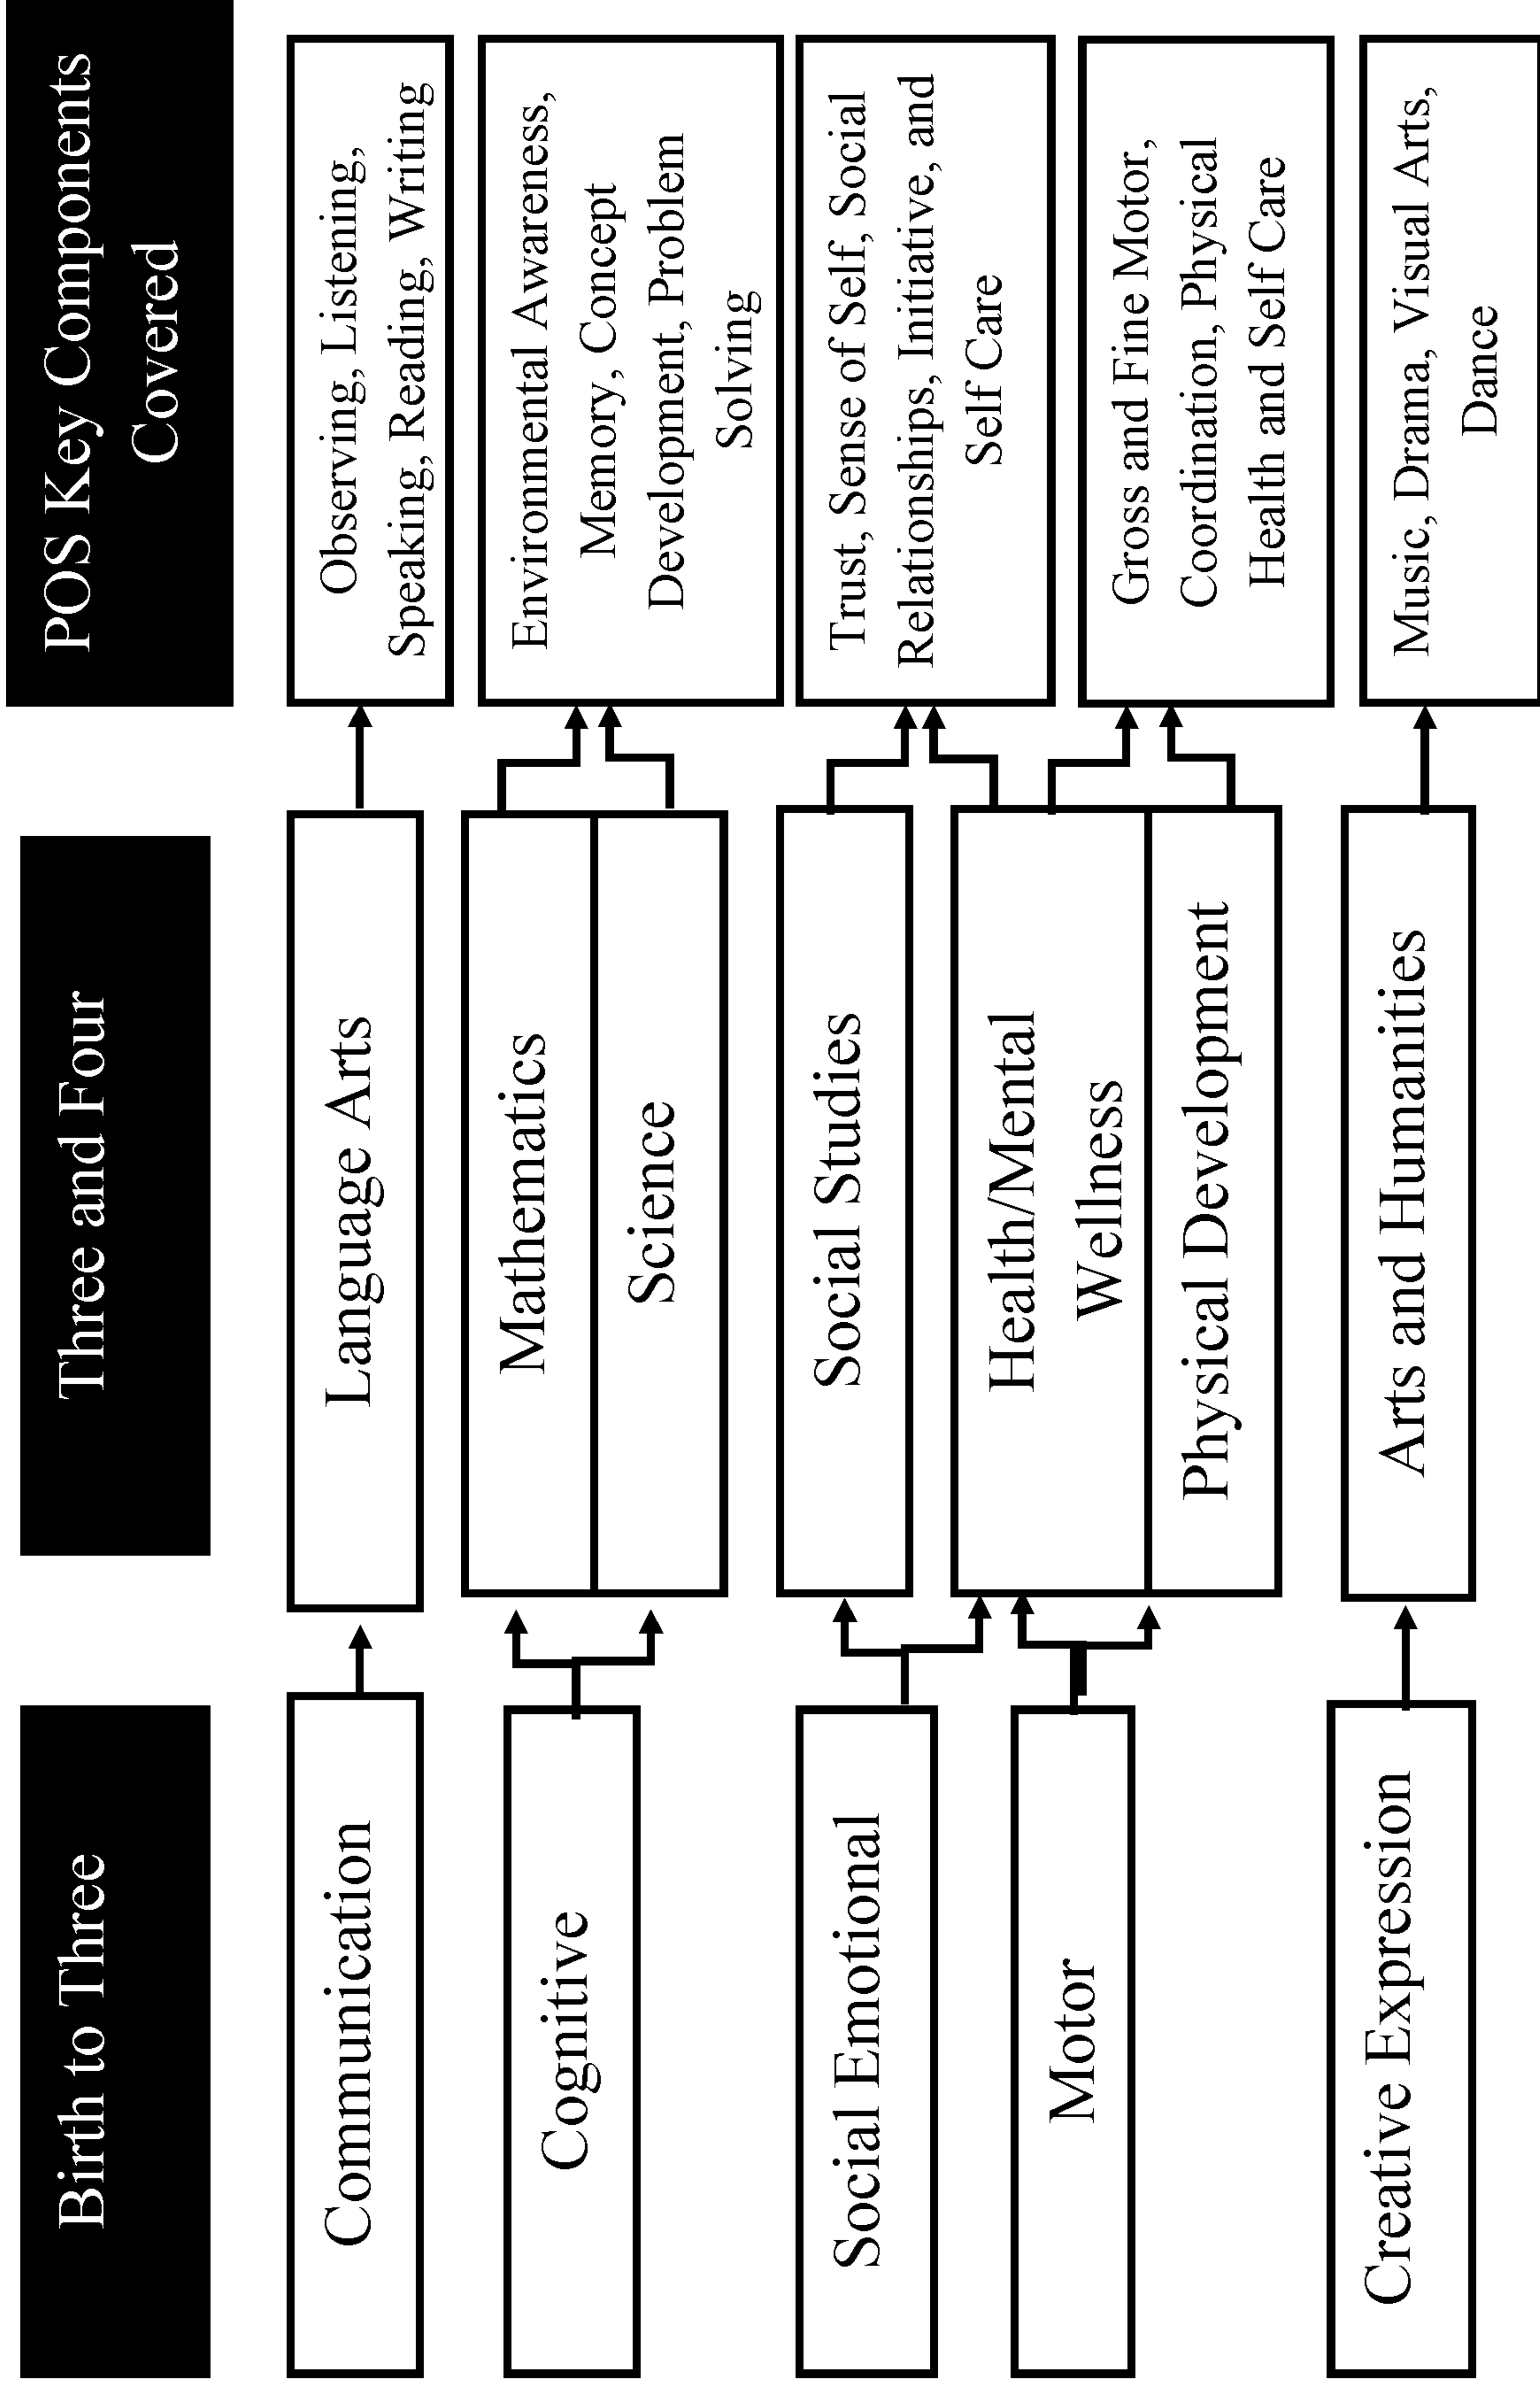 Birth to Three
Three and Four
POS Key Components
Covered
Communication
Language Arts
Observing, Listening,
Speaking, Reading, Writing
Cognitive
Mathematics
Science
Environmental Awareness,
Memory, Concept
Development, Problem
Solving
Social Emotional
Social Studies
Trust, Sense of Self, Social
Relationships, Initiative, and
Self Care
Motor
Health/Mental
Wellness
Physical Development
Gross and Fine Motor,
Coordination, Physical
Health and Self Care
Creative Expression
Arts and Humanities
Music, Drama, Visual Arts,
Dance